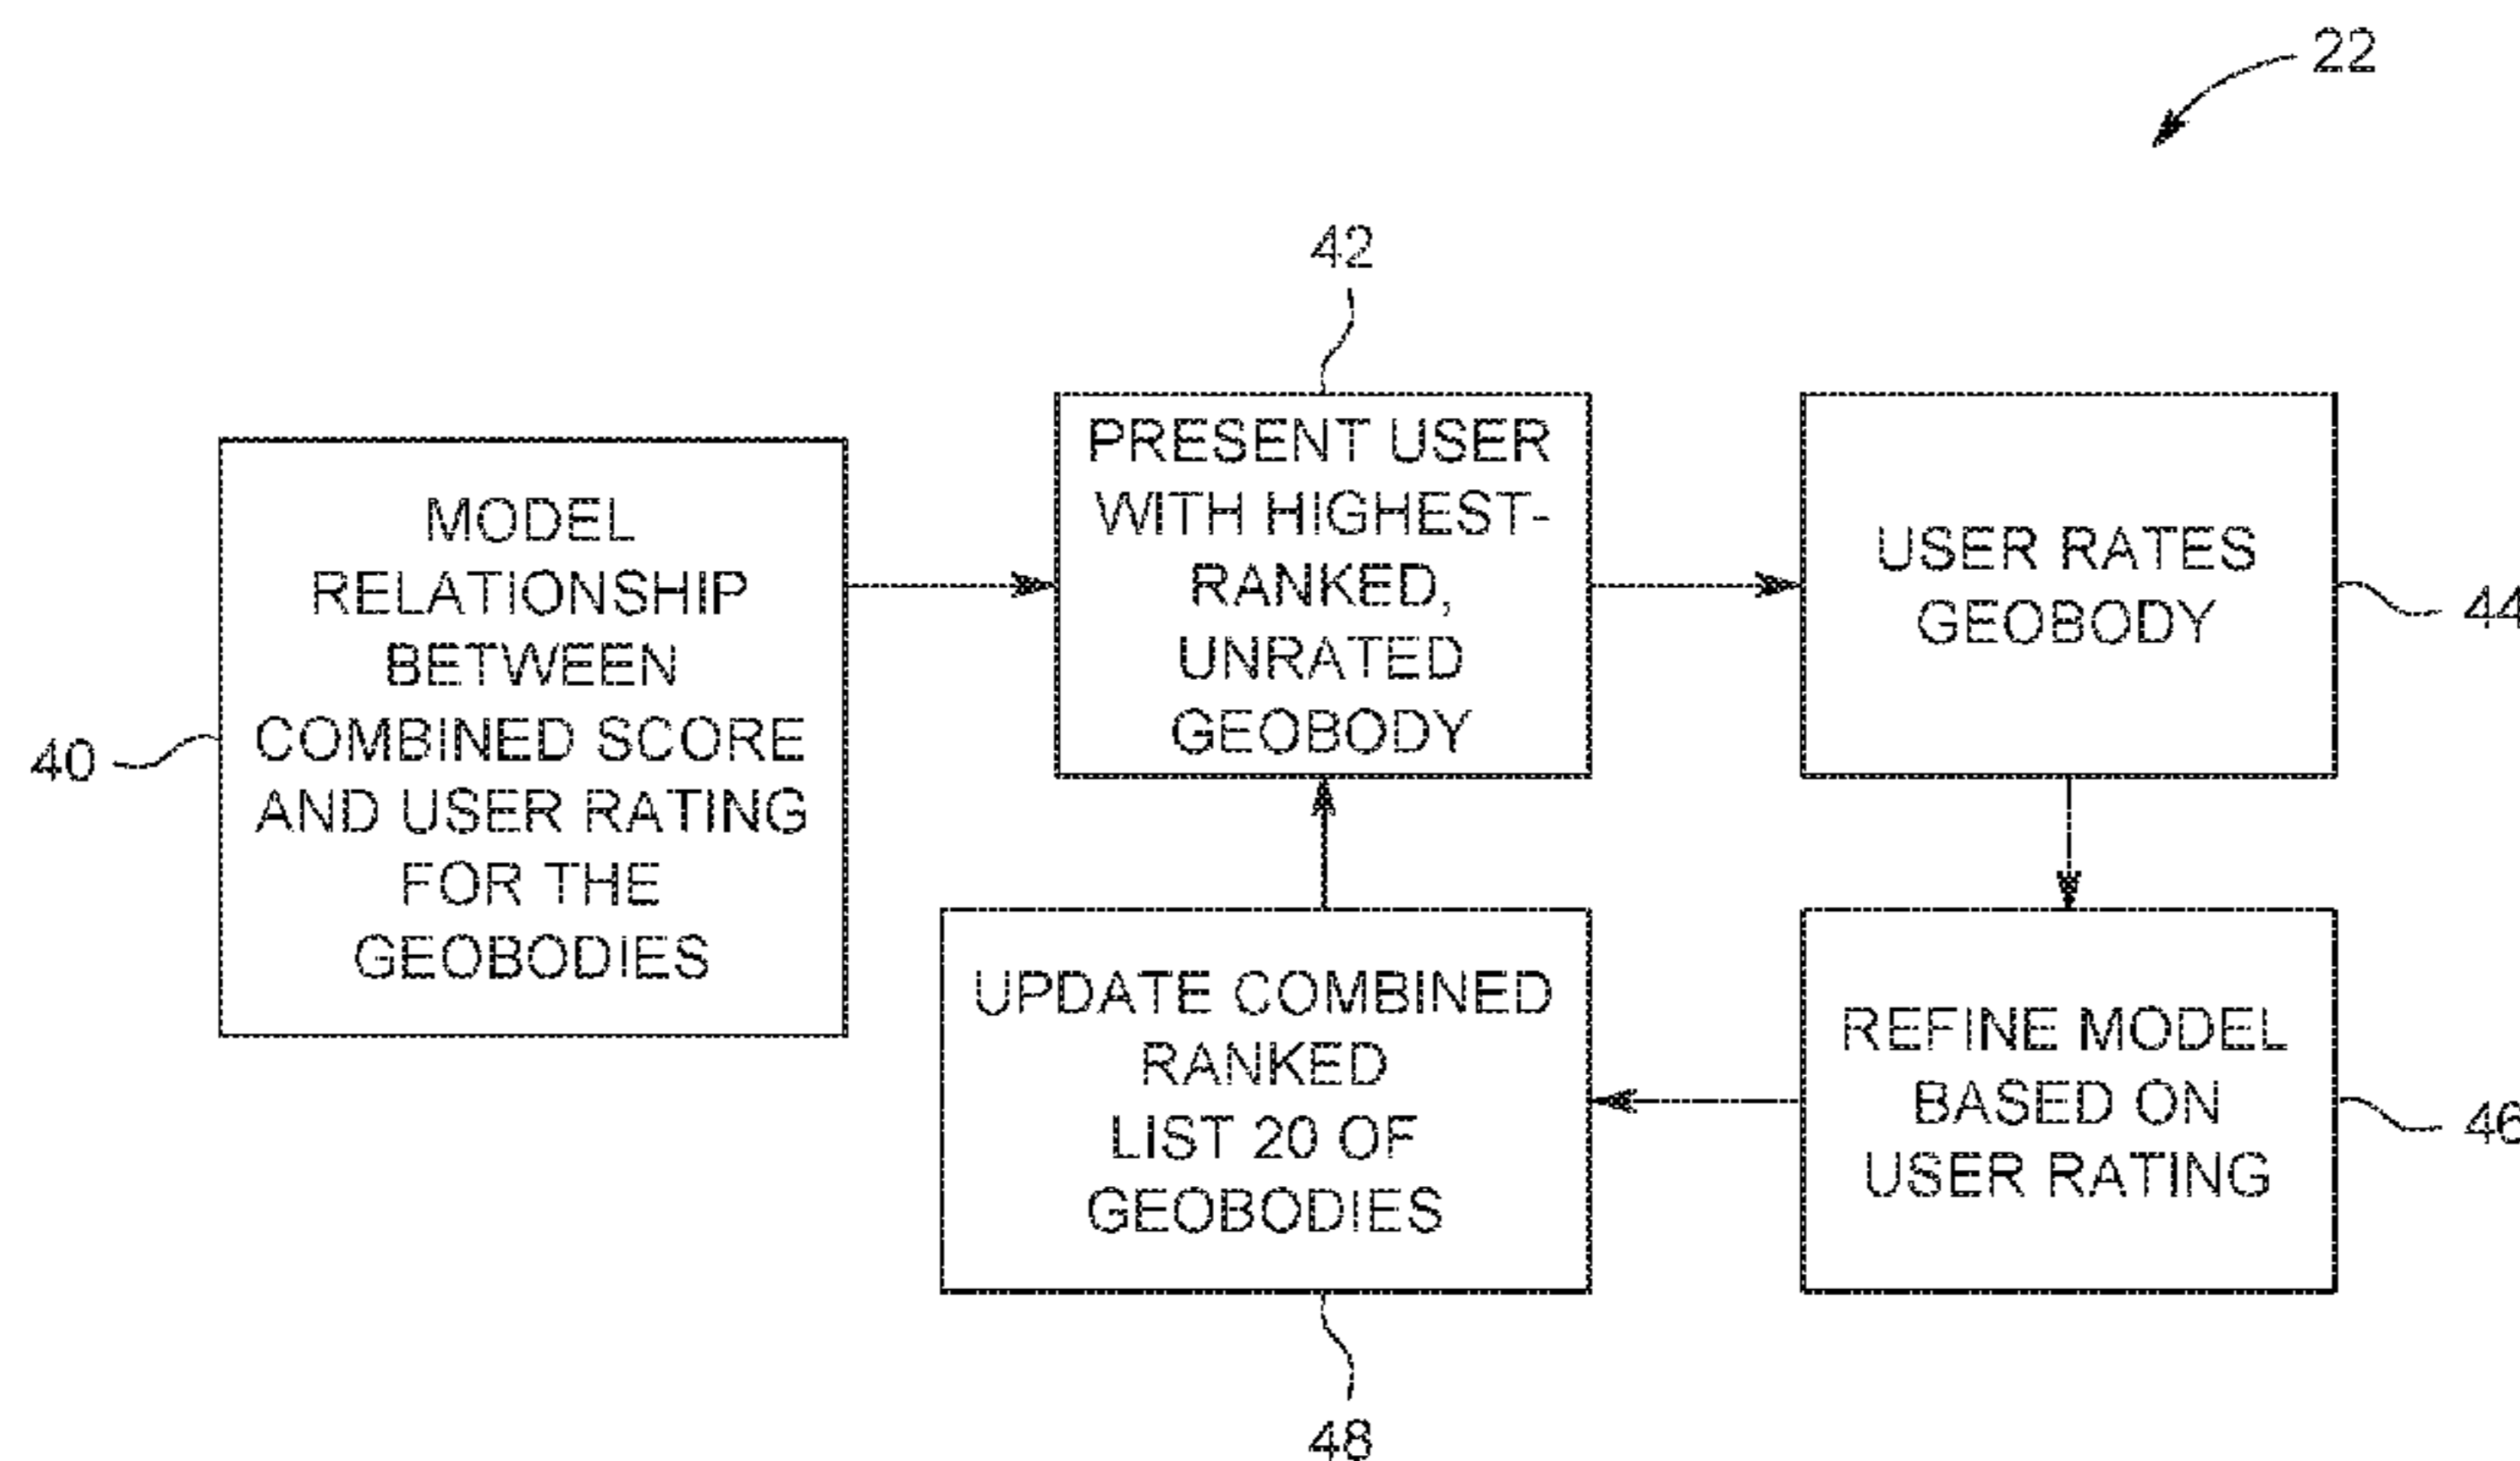 22
42
PRESENT USER
WITH HIGHEST-
RANKED,
UNRATED
GEOBODY
USER RATES
GEOBODY
44
MODEL
RELATIONSHIP
BETWEEN
COMBINED SCORE
AND USER RATING
FOR THE
GEOBODIES
40
UPDATE COMBINED
RANKED
LIST 20 OF
GEOBODIES
REFINE MODEL
BASED ON
USER RATING
46
48